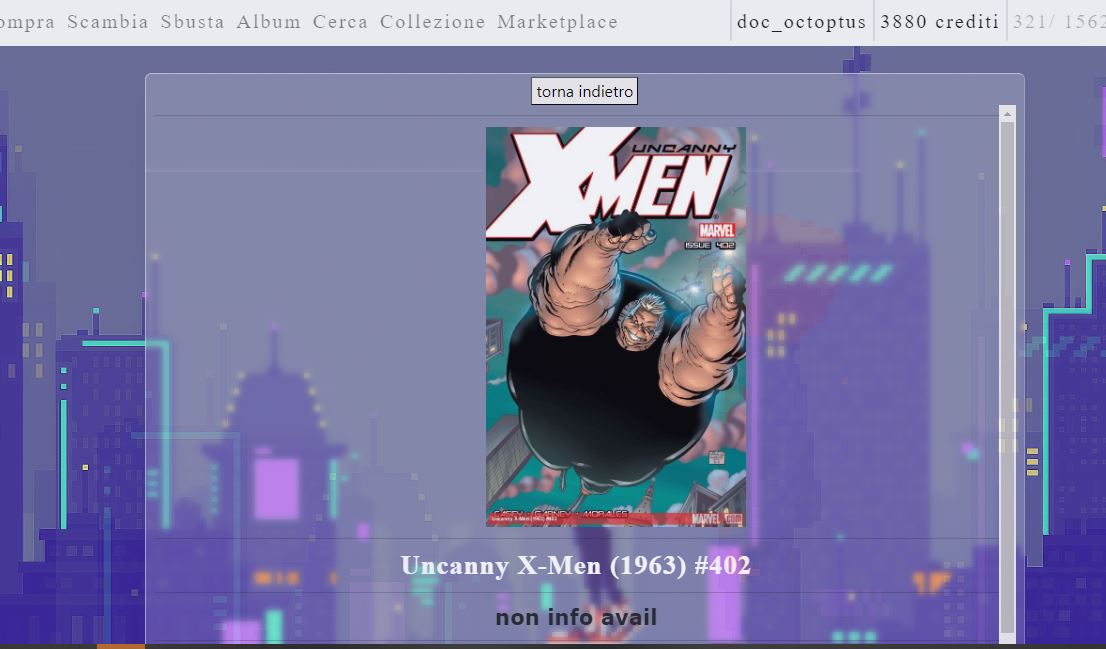 ompra Scambia Sbusta Album Cerca Collezione Marketplace doc_octoptus 3880 crediti 321/ 1562
torna indietro
UNCANNY
X-MEN
MARVEL
ISSUE 402
CASEY GARNEY MORALES
Uncanny X-Men (1963) #402 MARVEL.COM
Uncanny X-Men (1963) #402
non info avail